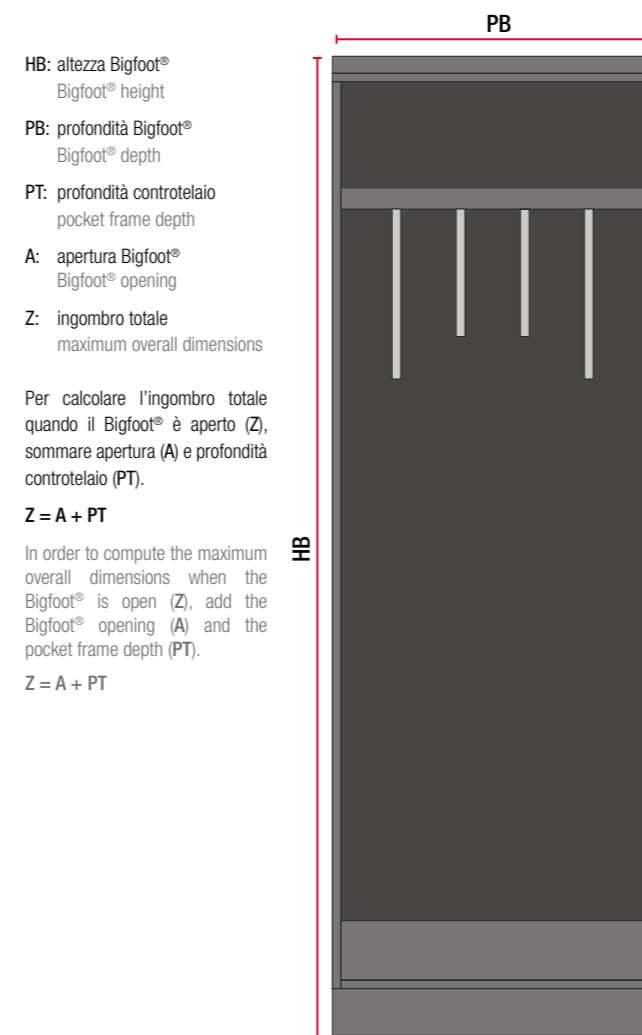 PB
HB: altezza Bigfoot®
Bigfoot® height
PB: profondità Bigfoot®
Bigfoot® depth
PT: profondità controtelaio
pocket frame depth
A: apertura Bigfoot®
Bigfoot® opening
Z: ingombro totale
maximum overall dimensions
Per calcolare l'ingombro totale
quando il Bigfoot® è aperto (Z),
sommare apertura (A) e profondità
controtelaio (PT).
Z = A + PT
In order to compute the maximum
overall dimensions when the
Bigfoot® is open (Z), add the
Bigfoot® opening (A) and the
pocket frame depth (PT).
Z = A + PT
HB